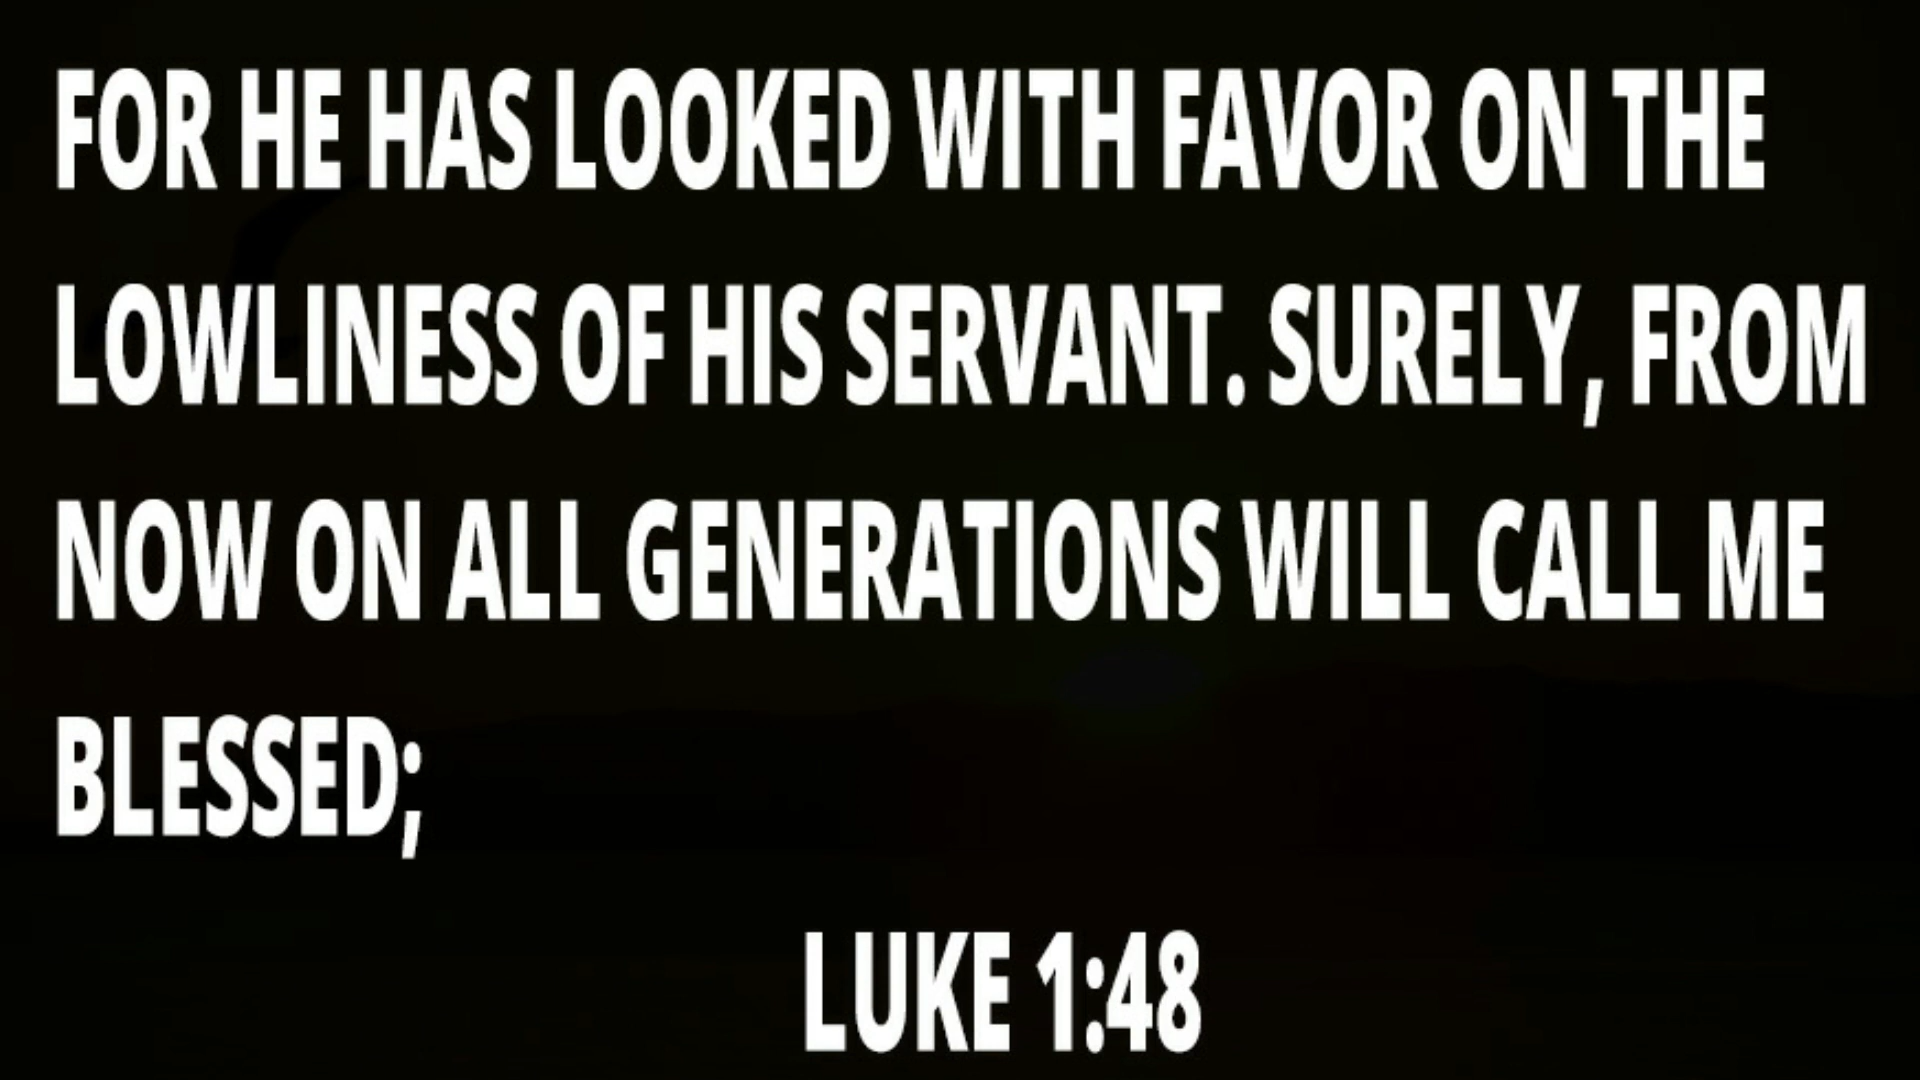 FOR HE HAS LOOKED WITH FAVOR ON THE
LOWLINESS OF HIS SERVANT. SURELY, FROM
NOW ON ALL GENERATIONS WILL CALL ME
BLESSED;
LUKE 1:48